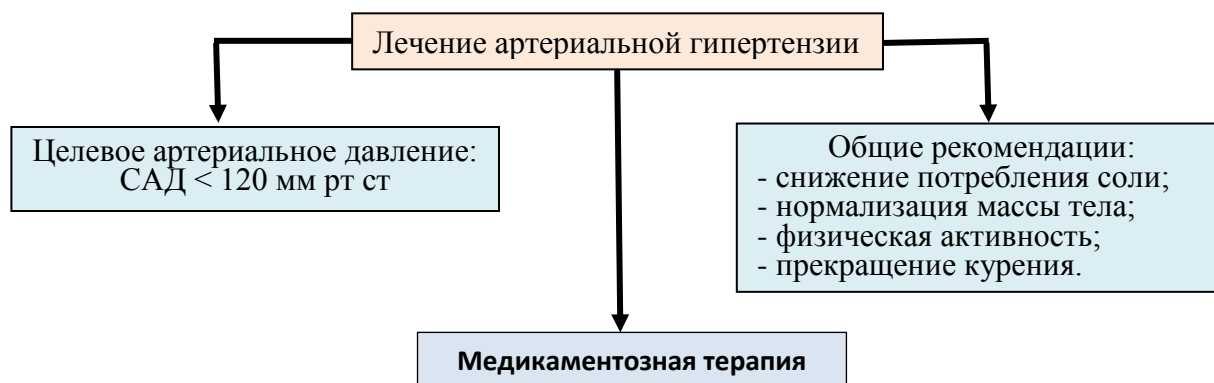 Лечение артериальной гипертензии
Целевое артериальное давление:
САД < 120 мм рт ст
Общие рекомендации:
- снижение потребления соли;
- нормализация массы тела;
- физическая активность;
- прекращение курения.
Медикаментозная терапия